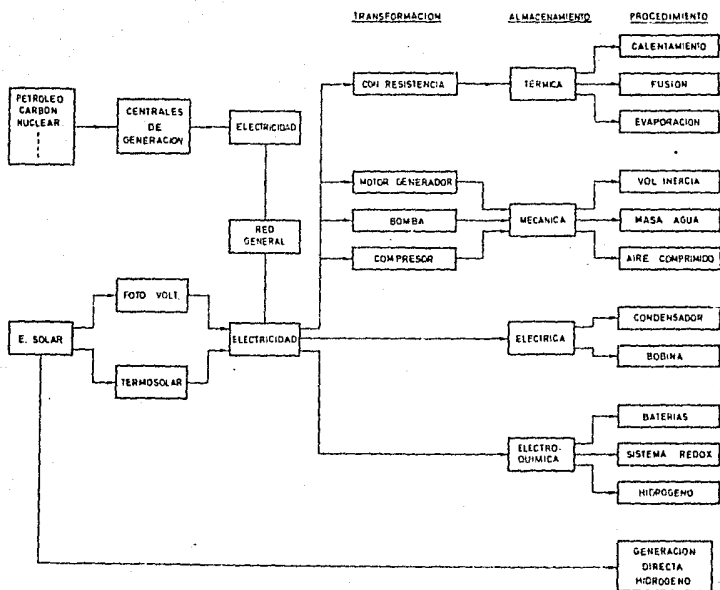 TRANSFORMACION
ALMACENAMIENTO
PROCEDIMIENTO
PETROLEO
CARBON
NUCLEAR
CENTRALES
DE
GENERACION
ELECTRICIDAD
RED
GENERAL
E. SOLAR
FOTO VOLT.
TERMOSOLAR
ELECTRICIDAD
CON RESISTENCIA
MOTOR GENERADOR
BOMBA
COMPRESOR
TERMICA
MECANICA
ELECTRICA
ELECTRO-
QUIMICA
CALENTAMIENTO
FUSION
EVAPORACION
VOL INERCIA
MASA AGUA
AIRE COMPRIMIDO
CONDENSADOR
BOBINA
BATERIAS
SISTEMA REDOX
HIDROGENO
GENERACION
DIRECTA
HIDROGENO